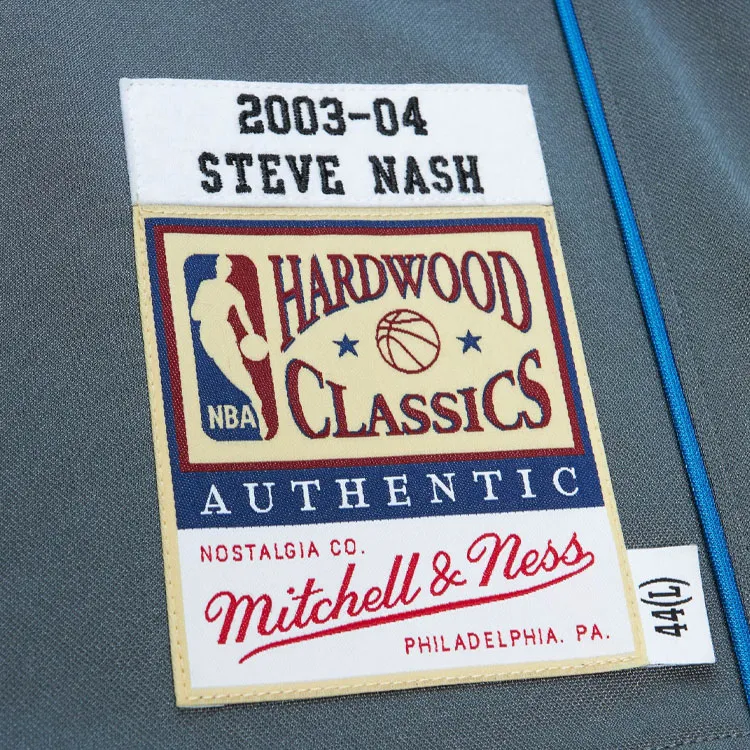 2003-04
STEVE NASH
HARDWOOD
CLASSICS
NBA
AUTHENTIC
NOSTALGIA CO.
Mitchell & Ness
PHILADELPHIA. PA.
44(L)